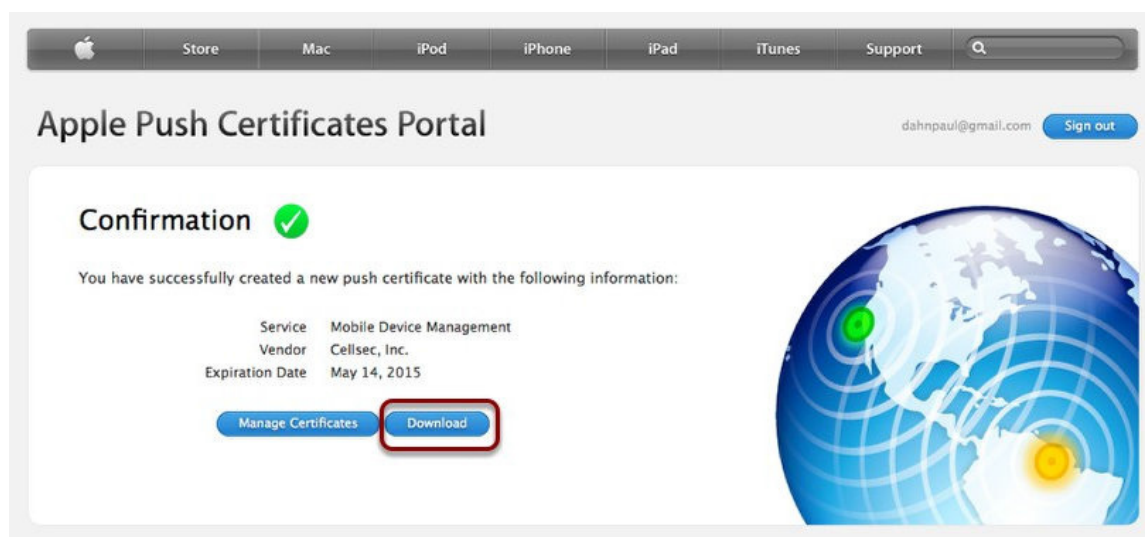 Store Mac iPod iPhone iPad iTunes Support
Apple Push Certificates Portal
dahnpaul@gmail.com Sign out
Confirmation
You have successfully created a new push certificate with the following information:
Service Mobile Device Management
Vendor Cellsec, Inc.
Expiration Date May 14, 2015
Manage Certificates Download